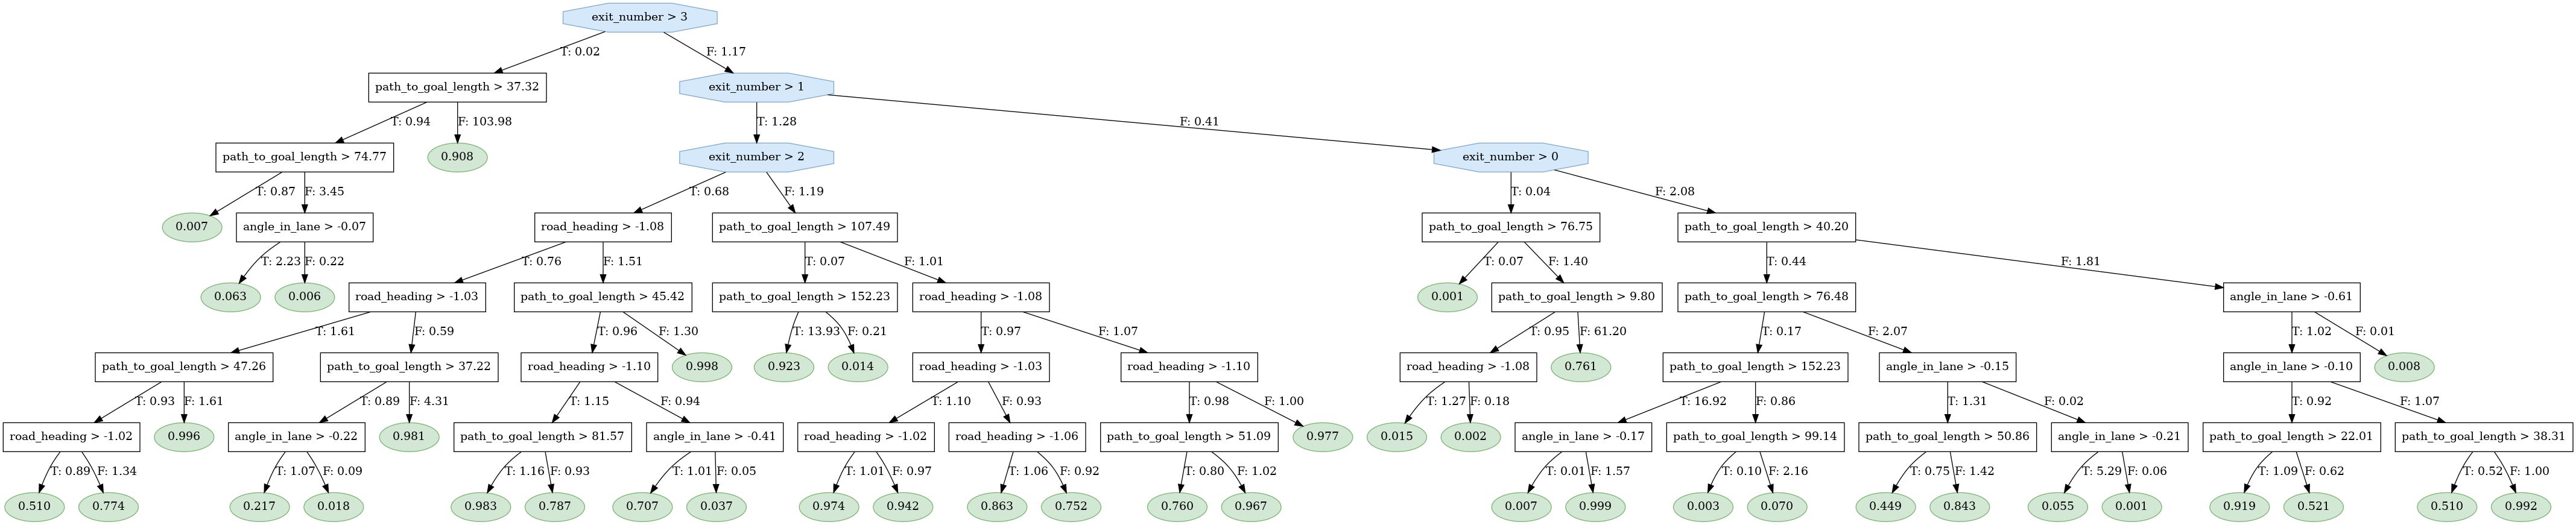 exit_number > 3
T: 0.02
F: 1.17
path_to_goal_length > 37.32
exit_number > 1
T: 0.94
F: 103.98
T: 1.28
F: 0.41
path_to_goal_length > 74.77
0.908
exit_number > 2
exit_number > 0
T: 0.87
F: 3.45
T: 0.68
F: 1.19
T: 0.04
F: 2.08
0.007
angle_in_lane > -0.07
road_heading > -1.08
path_to_goal_length > 107.49
path_to_goal_length > 76.75
path_to_goal_length > 40.20
T: 2.23
F: 0.22
T: 0.76
F: 1.51
T: 0.07
F: 1.01
T: 0.07
F: 1.40
T: 0.44
F: 1.81
0.063
0.006
road_heading > -1.03
path_to_goal_length > 45.42
path_to_goal_length > 152.23
road_heading > -1.08
0.001
path_to_goal_length > 9.80
path_to_goal_length > 76.48
angle_in_lane > -0.61
T: 1.61
F: 0.59
T: 0.96
F: 1.30
T: 13.93
F: 0.21
T: 0.97
F: 1.07
T: 0.95
F: 61.20
T: 0.17
F: 2.07
T: 1.02
F: 0.01
path_to_goal_length > 47.26
path_to_goal_length > 37.22
road_heading > -1.10
0.998
0.923
0.014
road_heading > -1.03
road_heading > -1.10
road_heading > -1.08
0.761
path_to_goal_length > 152.23
angle_in_lane > -0.15
angle_in_lane > -0.10
0.008
T: 0.93
F: 1.61
T: 0.89
F: 4.31
T: 1.15
F: 0.94
T: 1.10
F: 0.93
T: 0.98
F: 1.00
T: 1.27
F: 0.18
T: 16.92
F: 0.86
T: 1.31
F: 0.02
T: 0.92
F: 1.07
road_heading > -1.02
0.996
angle_in_lane > -0.22
0.981
path_to_goal_length > 81.57
angle_in_lane > -0.41
road_heading > -1.02
road_heading > -1.06
path_to_goal_length > 51.09
0.977
0.015
0.002
angle_in_lane > -0.17
path_to_goal_length > 99.14
path_to_goal_length > 50.86
angle_in_lane > -0.21
path_to_goal_length > 22.01
path_to_goal_length > 38.31
T: 0.89
F: 1.34
T: 1.07
F: 0.09
T: 1.16
F: 0.93
T: 1.01
F: 0.05
T: 1.01
F: 0.97
T: 1.06
F: 0.92
T: 0.80
F: 1.02
T: 0.01
F: 1.57
T: 0.10
F: 2.16
T: 0.75
F: 1.42
T: 5.29
F: 0.06
T: 1.09
F: 0.62
T: 0.52
F: 1.00
0.510
0.774
0.217
0.018
0.983
0.787
0.707
0.037
0.974
0.942
0.863
0.752
0.760
0.967
0.007
0.999
0.003
0.070
0.449
0.843
0.055
0.001
0.919
0.521
0.510
0.992